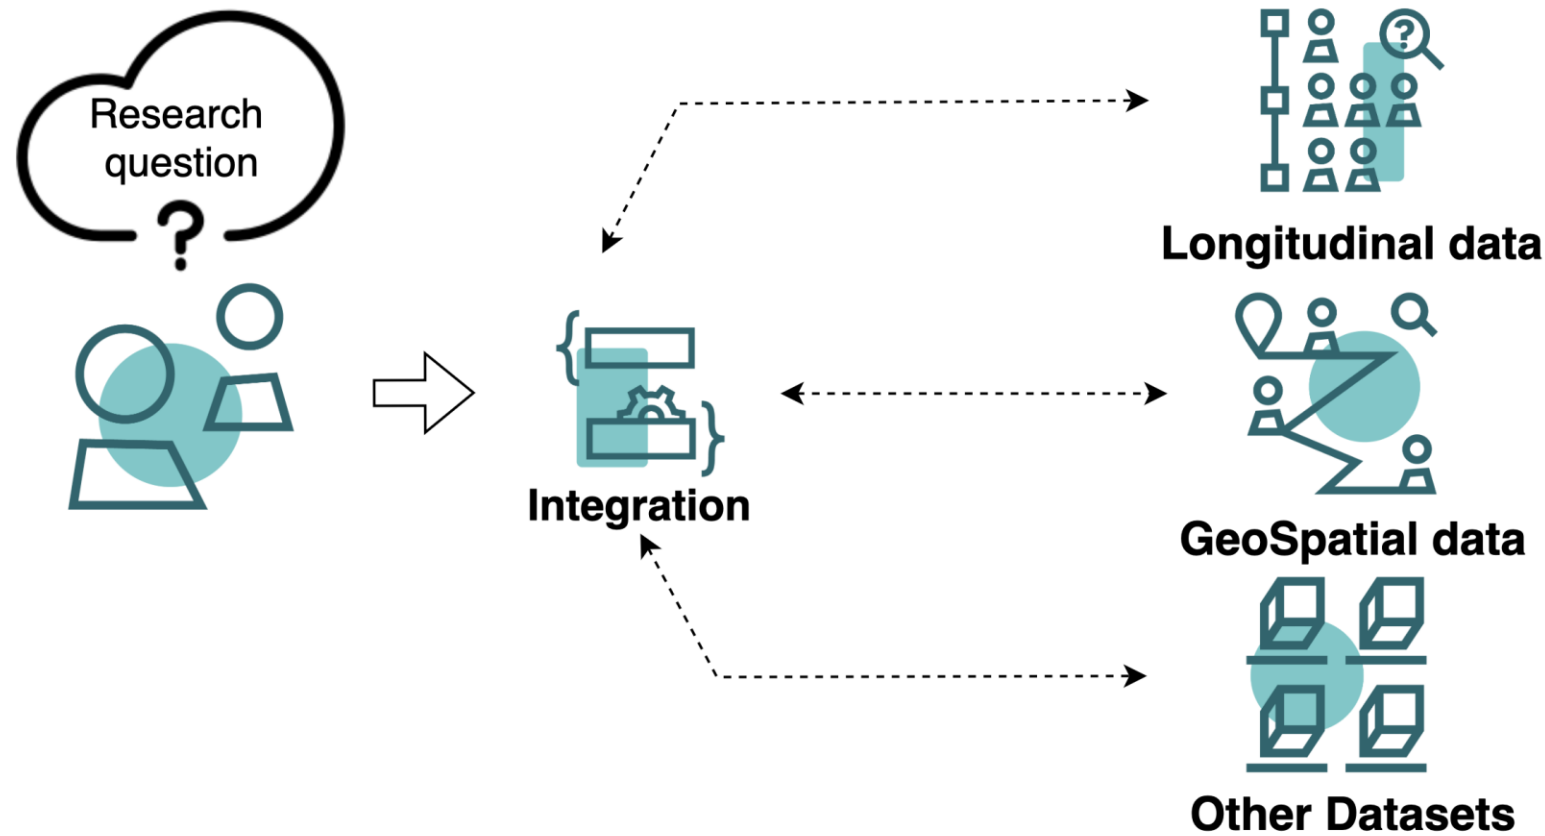 Research
question
?
?
Longitudinal data
{
}
Integration
GeoSpatial data
Other Datasets